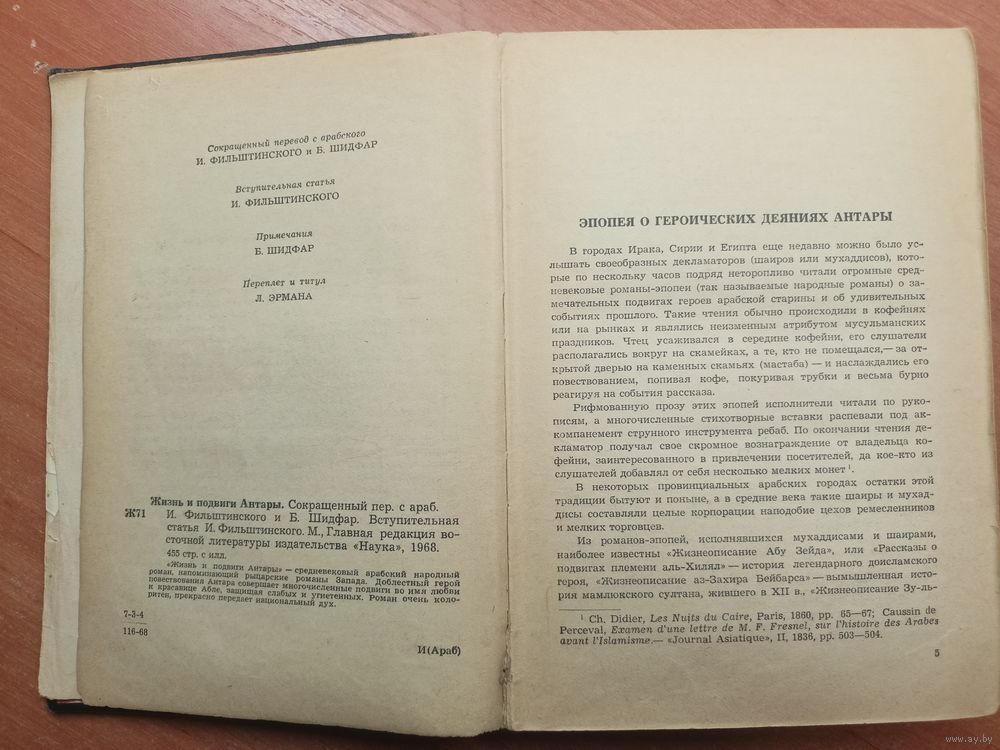 Сокращенный перевод с арабского
И. ФИЛЬШТИНСКОГО и Б. ШИДФАР
Вступительная статья
И. ФИЛЬШТИНСКОГО
Примечания
Б. ШИДФАР
Переплет и титул
Л. ЭРМАНА
Жизнь и подвиги Антары. Сокращенный пер. с араб.
Ж71 И. Фильштинского и Б. Шидфар. Вступительная
статья И. Фильштинского. М., Главная редакция во-
сточной литературы издательства «Наука», 1968.
455 стр. с илл.
«Жизнь и подвиги Антары» — средневековый арабский народный
роман, напоминающий рыцарские романы Запада. Доблестный герой
повествования Антара совершает многочисленные подвиги во имя любви
к красавице Абле, защищая слабых и угнетенных. Роман очень коло-
ритен, прекрасно передает национальный дух.
7-3-4
116-68
И(Араб)
ЭПОПЕЯ О ГЕРОИЧЕСКИХ ДЕЯНИЯХ АНТАРЫ
В городах Ирака, Сирии и Египта еще недавно можно было ус-
лышать своеобразных декламаторов (шаиров или мухаддисов), кото-
рые по нескольку часов подряд неторопливо читали огромные сред-
невековые романы-эпопеи (так называемые народные романы) о за-
мечательных подвигах героев арабской старины и об удивительных
событиях прошлого. Такие чтения обычно происходили в кофейнях
или на рынках и являлись неизменным атрибутом мусульманских
праздников. Чтец усаживался в середине кофейни, его слушатели
располагались вокруг на скамейках, а те, кто не помещался,— за от-
крытой дверью на каменных скамьях (мастаба) — и наслаждались его
повествованием, попивая кофе, покуривая трубки и весьма бурно
реагируя на события рассказа.
Рифмованную прозу этих эпопей исполнители читали по руко-
писям, а многочисленные стихотворные вставки распевали под ак-
компанемент струнного инструмента ребаб. По окончании чтения де-
кламатор получал свое скромное вознаграждение от владельца ко-
фейни, заинтересованного в привлечении посетителей, да кое-кто из
слушателей добавлял от себя несколько мелких монет ¹.
В некоторых провинциальных арабских городах остатки этой
традиции бытуют и поныне, а в средние века такие шаиры и мухад-
дисы составляли целые корпорации наподобие цехов ремесленников
и мелких торговцев.
Из романов-эпопей, исполнявшихся мухаддисами и шаирами,
наиболее известны «Жизнеописание Абу Зейда», или «Рассказы о
подвигах племени аль-Хилял» — история легендарного доисламского
героя, «Жизнеописание аз-Захира Бейбарса» — вымышленная исто-
рия мамлюкского султана, жившего в XII в., «Жизнеописание Зу-ль-
¹ Ch. Didier, Les Nuits du Caire, Paris, 1860, pp. 65—67; Caussin de
Perceval, Examen d'une lettre de M. F. Fresnel, sur l'histoire des Arabes
avant l'Islamisme.— «Journal Asiatique», II, 1836, pp. 503—504.
5
www.ay.by